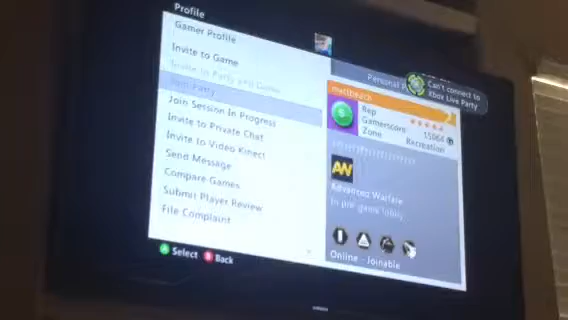 Profile
Gamer Profile
Invite to Game
Invite to Party and Game
Join Party
Join Session In Progress
Invite to Private Chat
Invite to Video Kinect
Send Message
Compare Games
Submit Player Review
File Complaint
Select
Back
Personal
Can't connect to
Xbox Live Party
Rep
Gamerscore
Zone
Recreation
AW
Advanced Warfare
In pre-game lobby
Online - Joinable